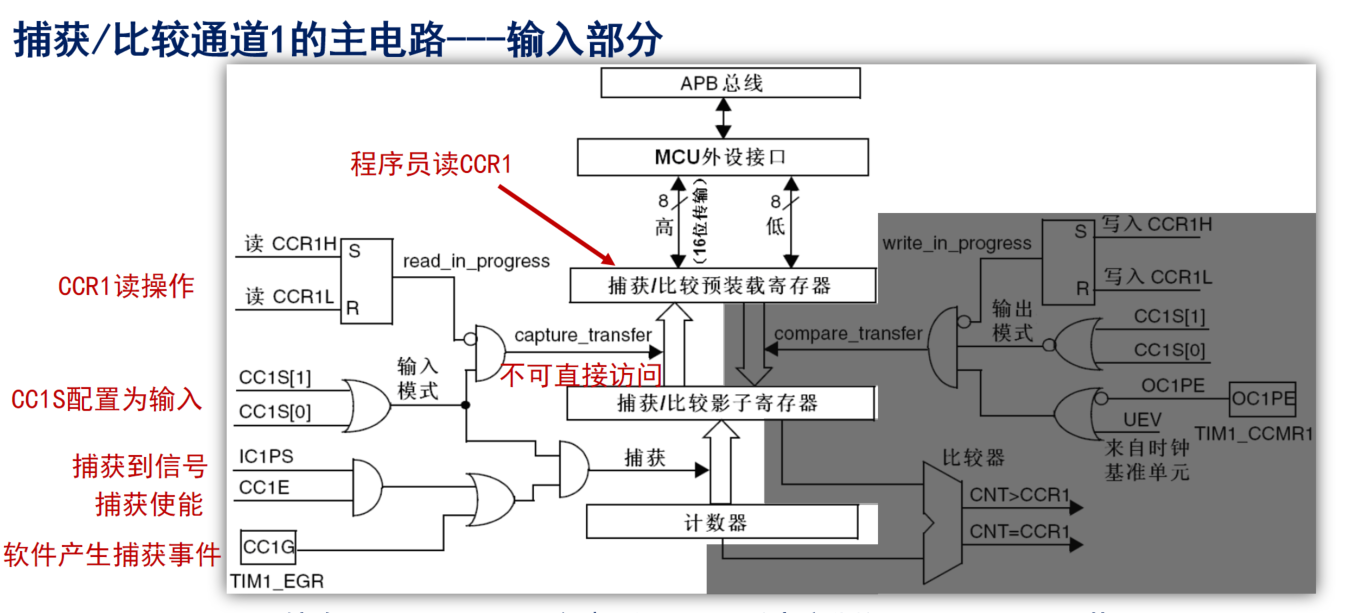 捕获/比较通道1的主电路---输入部分
APB 总线
MCU外设接口
程序员读CCR1
8
高
(16位传输)
8
低
读 CCR1H
读 CCR1L
S
R
read_in_progress
CCR1读操作
捕获/比较预装载寄存器
write_in_progress
S
R
写入 CCR1H
写入 CCR1L
capture_transfer
不可直接访问
compare_transfer
输出
模式
CC1S[1]
CC1S[0]
CC1S配置为输入
CC1S[1]
CC1S[0]
输入
模式
捕获/比较影子寄存器
OC1PE
OC1PE
UEV
TIM1_CCMR1
来自时钟
基准单元
捕获到信号
捕获使能
IC1PS
CC1E
捕获
比较器
CNT>CCR1
CNT=CCR1
计数器
软件产生捕获事件
CC1G
TIM1_EGR